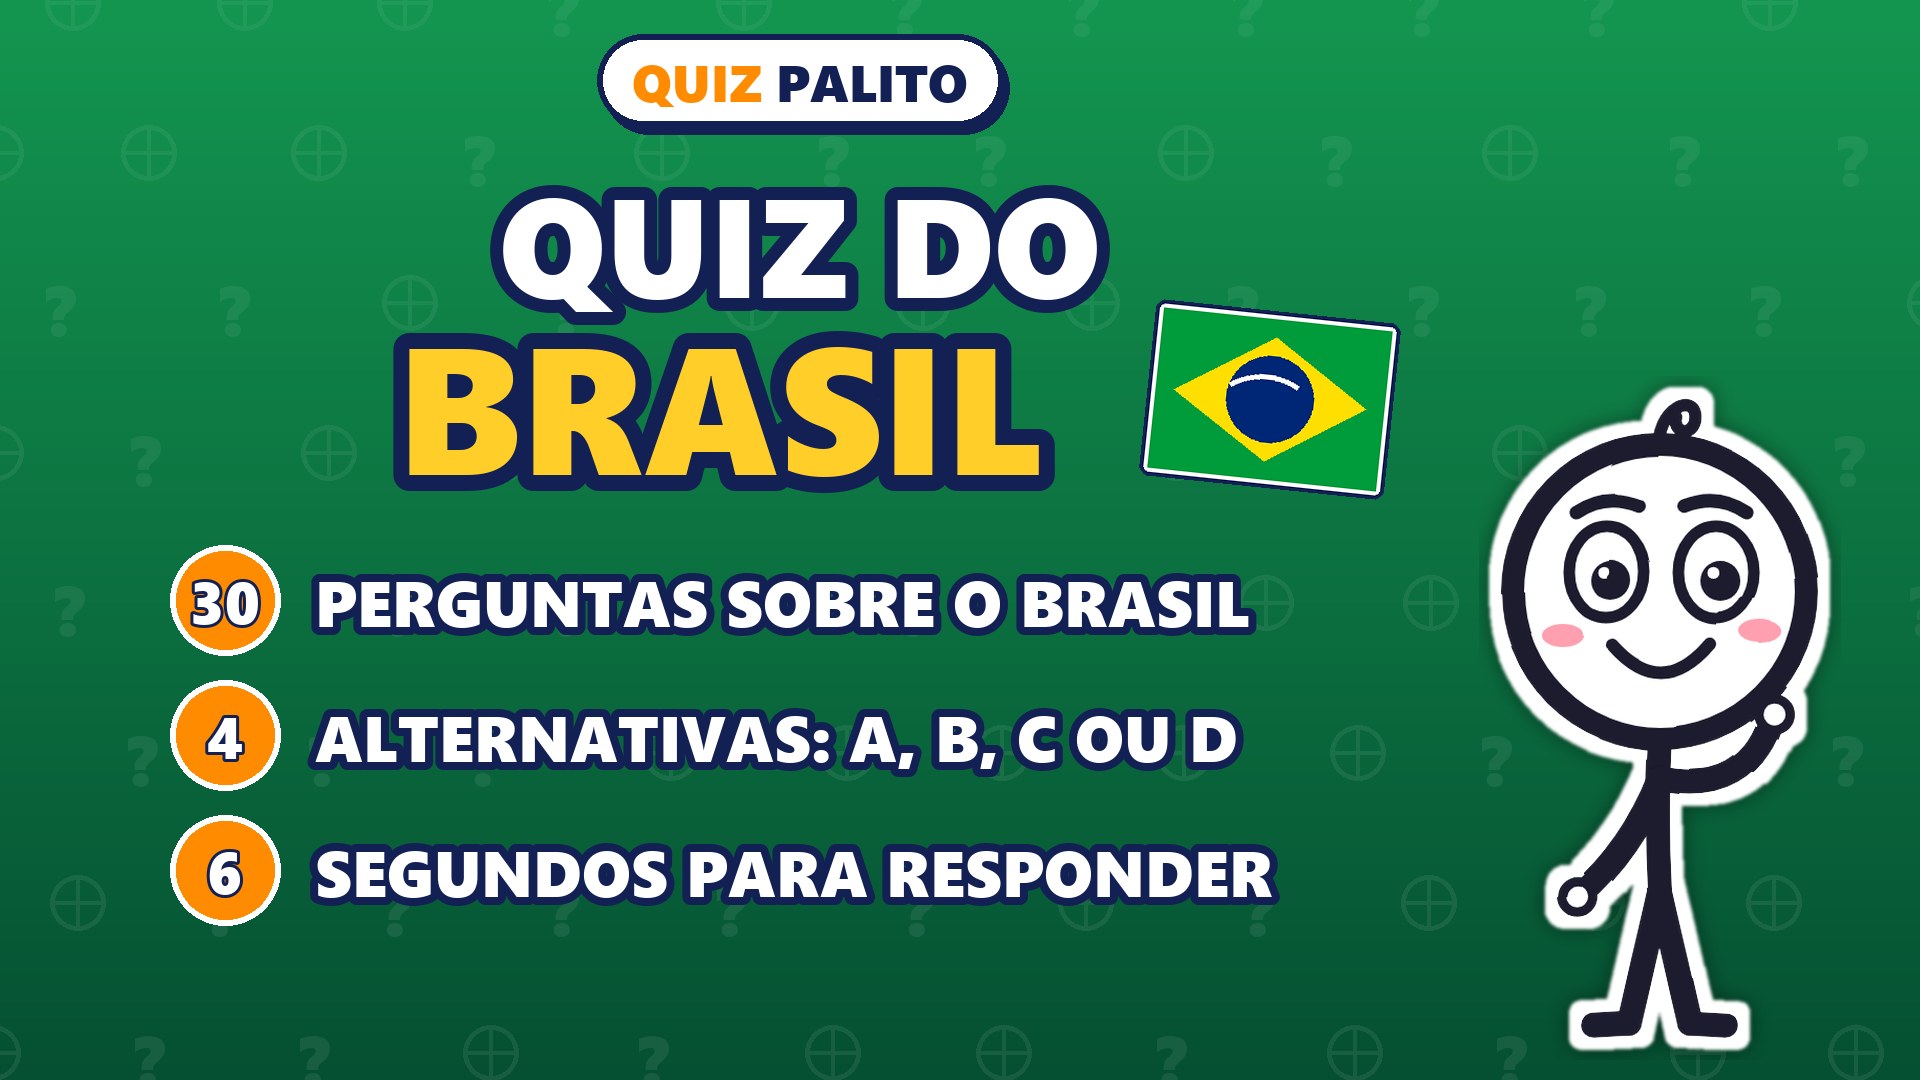 QUIZ PALITO
QUIZ DO
BRASIL
30 PERGUNTAS SOBRE O BRASIL
4 ALTERNATIVAS: A, B, C OU D
6 SEGUNDOS PARA RESPONDER